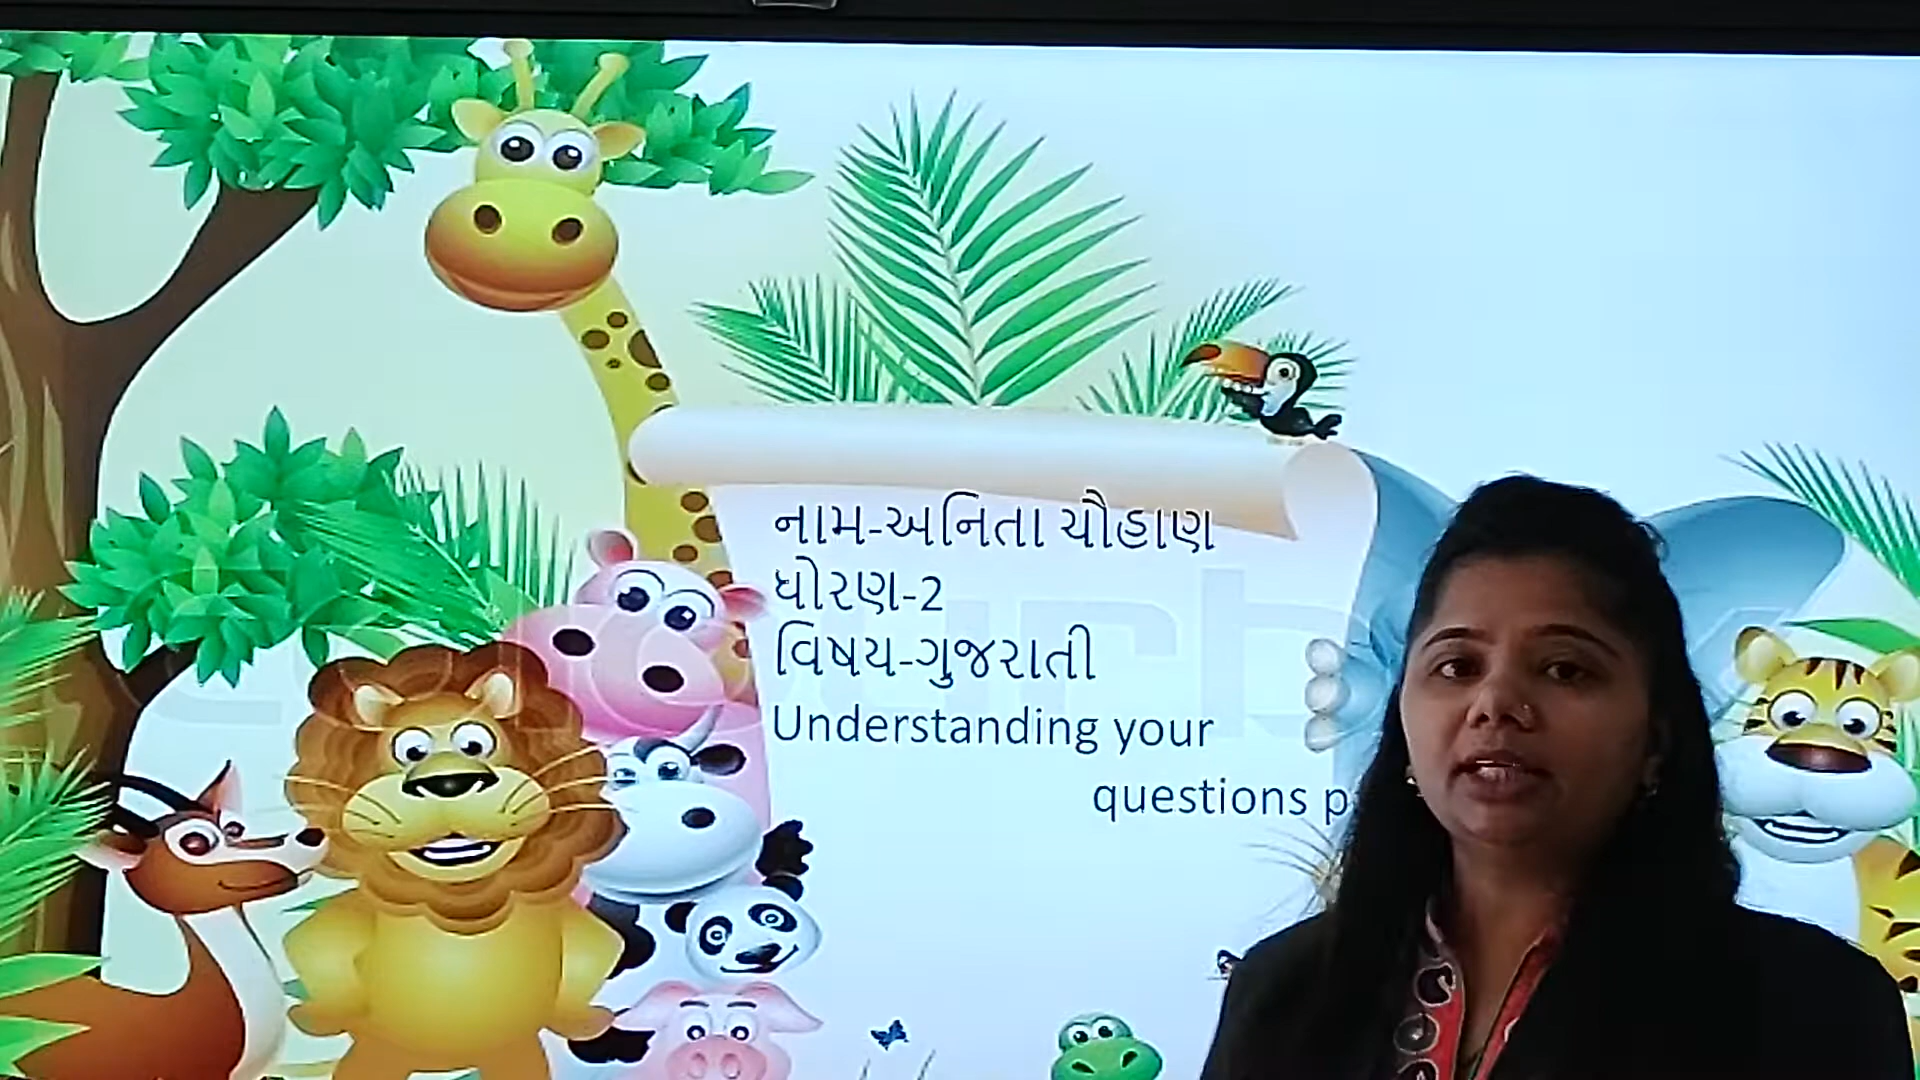 નામ-અનિતા ચૌહાણ
ધોરણ-2
વિષય-ગુજરાતી
Understanding your
questions